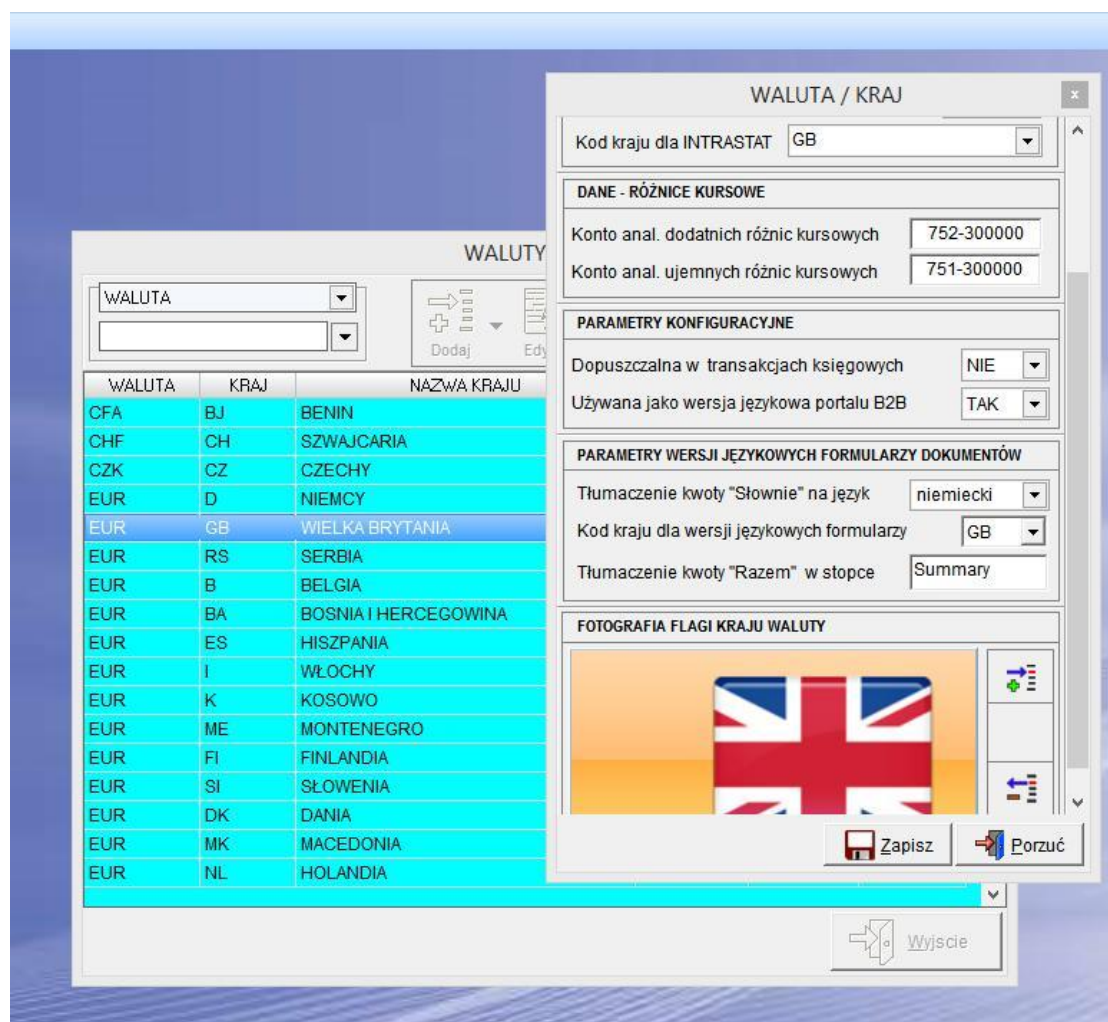 WALUTA / KRAJ
x
Kod kraju dla INTRASTAT GB
DANE - RÓŻNICE KURSOWE
Konto anal. dodatnich różnic kursowych 752-300000
Konto anal. ujemnych różnic kursowych 751-300000
PARAMETRY KONFIGURACYJNE
Dopuszczalna w transakcjach księgowych NIE
Używana jako wersja językowa portalu B2B TAK
PARAMETRY WERSJI JĘZYKOWYCH FORMULARZY DOKUMENTÓW
Tłumaczenie kwoty "Słownie" na język niemiecki
Kod kraju dla wersji językowych formularzy GB
Tłumaczenie kwoty "Razem" w stopce Summary
FOTOGRAFIA FLAGI KRAJU WALUTY
Zapisz Porzuć
WALUTY
WALUTA
Dodaj Edy
WALUTA KRAJ NAZWA KRAJU
CFA BJ BENIN
CHF CH SZWAJCARIA
CZK CZ CZECHY
EUR D NIEMCY
EUR GB WIELKA BRYTANIA
EUR RS SERBIA
EUR B BELGIA
EUR BA BOSNIA I HERCEGOWINA
EUR ES HISZPANIA
EUR I WŁOCHY
EUR K KOSOWO
EUR ME MONTENEGRO
EUR FI FINLANDIA
EUR SI SŁOWENIA
EUR DK DANIA
EUR MK MACEDONIA
EUR NL HOLANDIA
Wyjscie